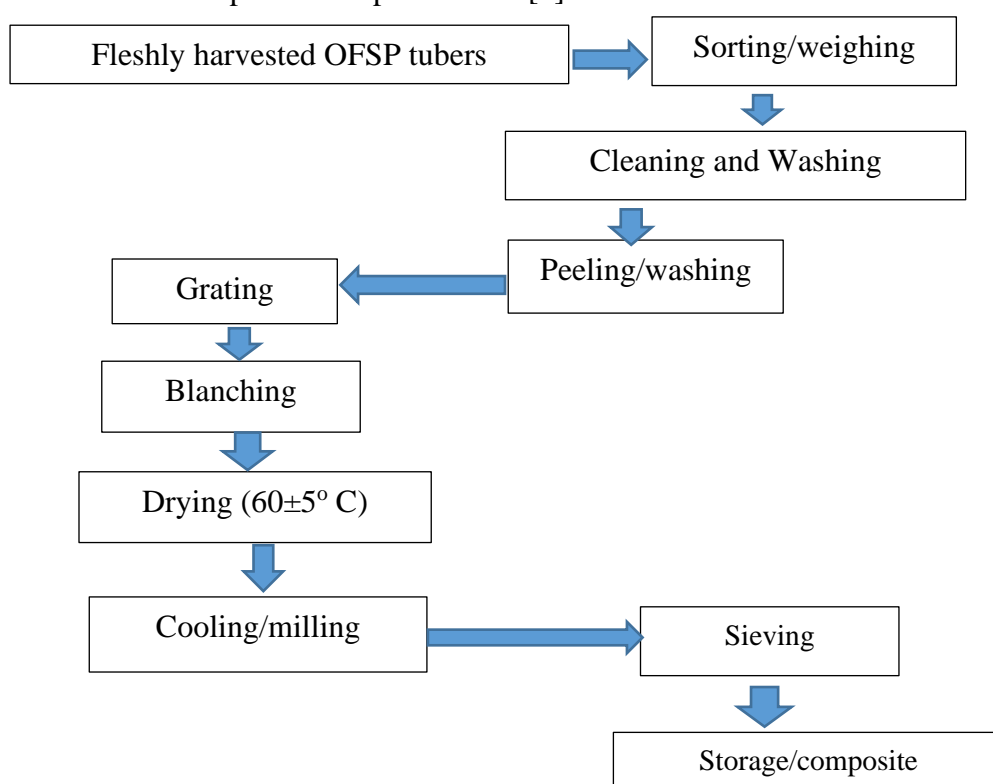 Fleshly harvested OFSP tubers
Sorting/weighing
Cleaning and Washing
Peeling/washing
Grating
Blanching
Drying (60±5° C)
Cooling/milling
Sieving
Storage/composite